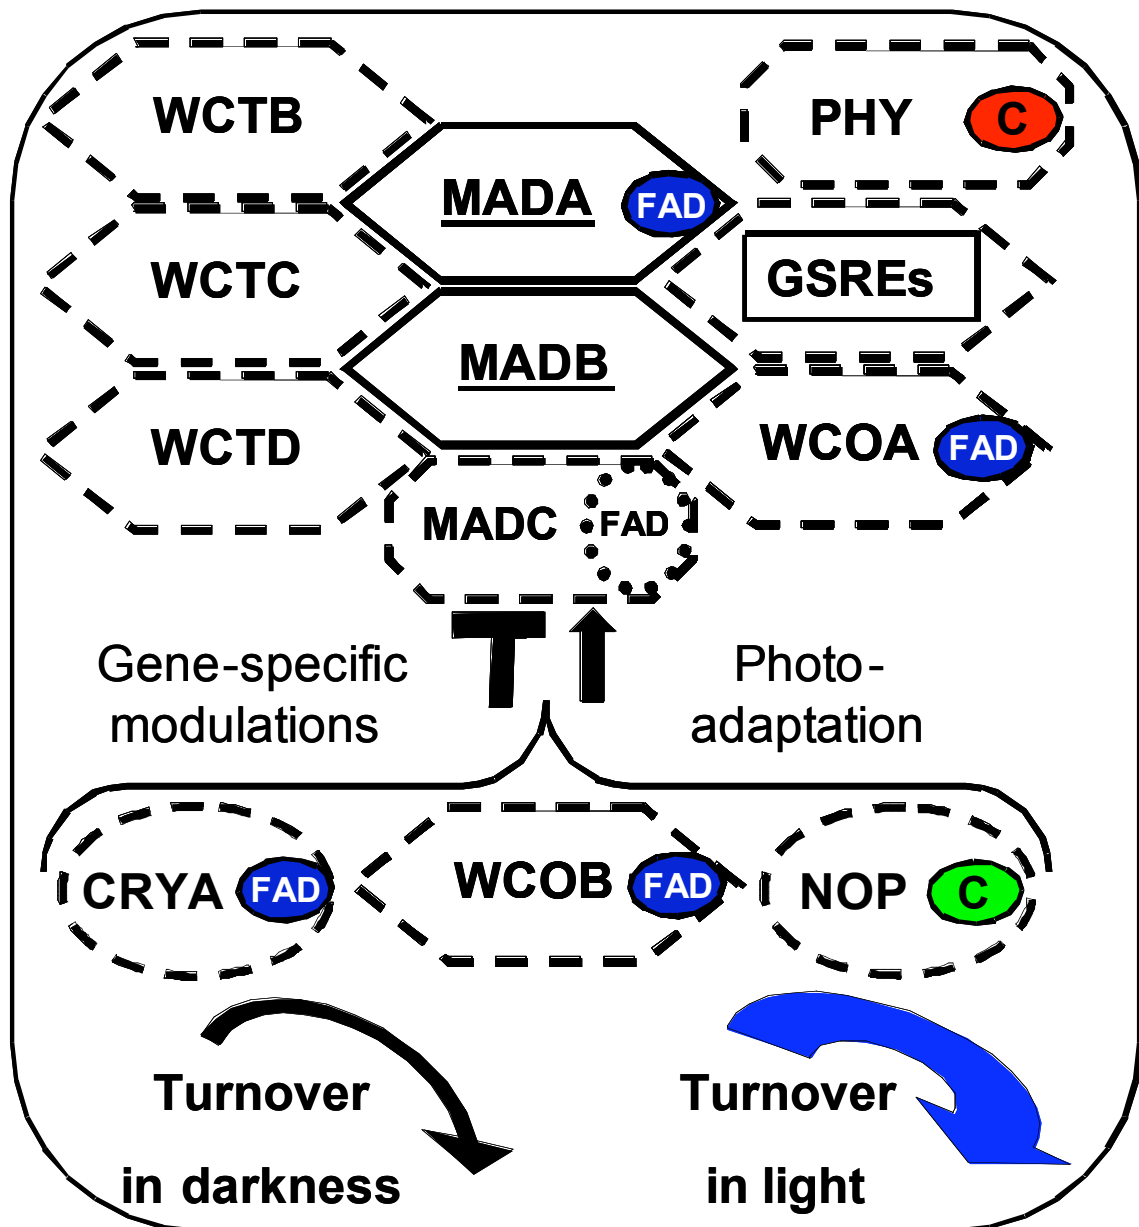 WCTB
PHY
C
MADA
FAD
WCTC
GSREs
MADB
WCTD
WCOA
FAD
MADC
FAD
Gene-specific
modulations
Photo-
adaptation
CRYA
FAD
WCOB
FAD
NOP
C
Turnover
in darkness
Turnover
in light